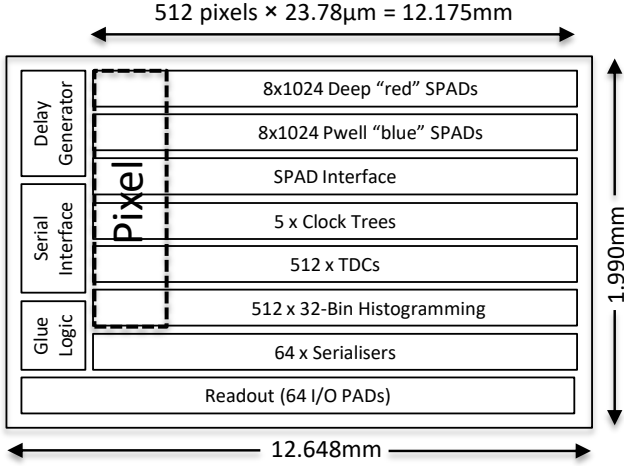 512 pixels × 23.78µm = 12.175mm
Delay
Generator
Serial
Interface
Glue
Logic
Pixel
8x1024 Deep “red” SPADs
8x1024 Pwell “blue” SPADs
SPAD Interface
5 x Clock Trees
512 x TDCs
512 x 32-Bin Histogramming
64 x Serialisers
Readout (64 I/O PADs)
1.990mm
12.648mm